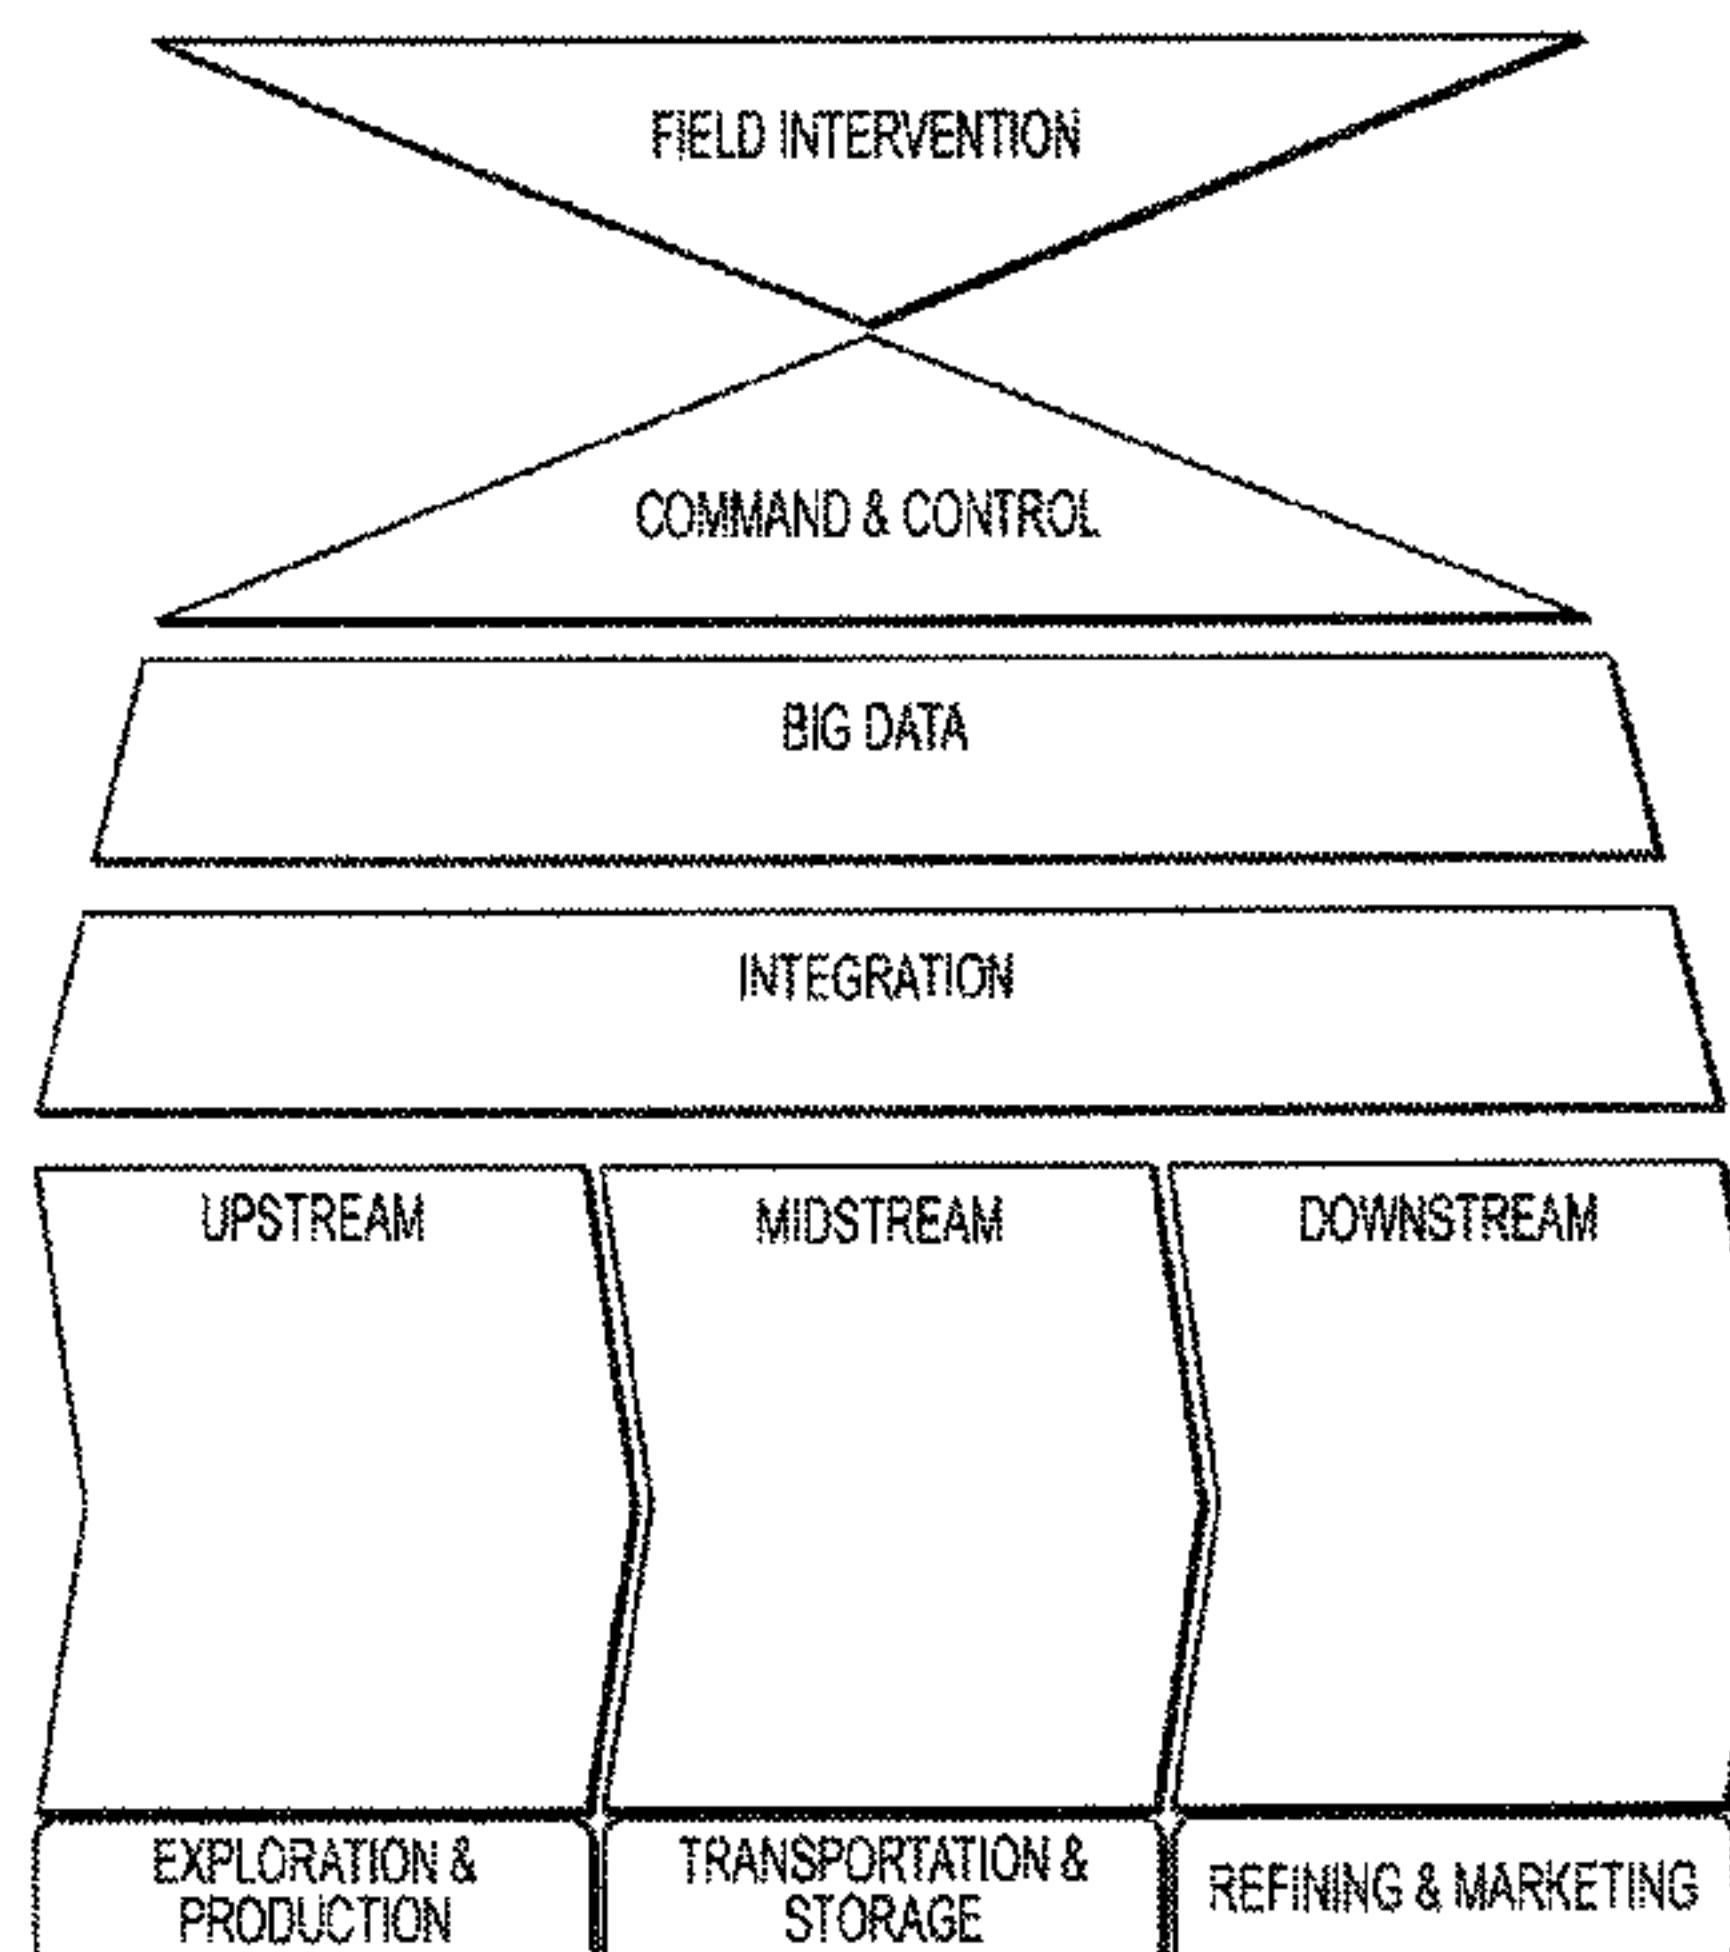 FIELD INTERVENTION
COMMAND & CONTROL
BIG DATA
INTEGRATION
UPSTREAM
MIDSTREAM
DOWNSTREAM
EXPLORATION &
PRODUCTION
TRANSPORTATION &
STORAGE
REFINING & MARKETING